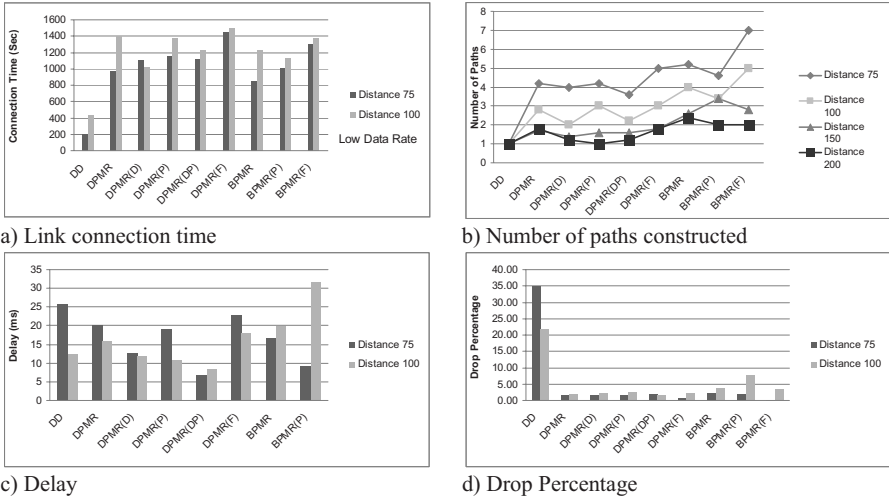 1600
1400
1200
1000
800
600
400
200
0
Connection Time (Sec)
DD
DPMR
DPMR(D)
DPMR(P)
DPMR(DP)
DPMR(F)
BPMR
BPMR(P)
BPMR(F)
Distance 75
Distance 100
Low Data Rate
a) Link connection time
8
7
6
5
4
3
2
1
0
Number of Paths
DD
DPMR
DPMR(D)
DPMR(P)
DPMR(DP)
DPMR(F)
BPMR
BPMR(P)
BPMR(F)
Distance 75
Distance
100
Distance
150
Distance
200
b) Number of paths constructed
35
30
25
20
15
10
5
0
Delay (ms)
DD
DPMR
DPMR(D)
DPMR(P)
DPMR(DP)
DPMR(F)
BPMR
BPMR(P)
Distance 75
Distance 100
c) Delay
40.00
35.00
30.00
25.00
20.00
15.00
10.00
5.00
0.00
Drop Percentage
DD
DPMR
DPMR(D)
DPMR(P)
DPMR(DP)
DPMR(F)
BPMR
BPMR(P)
BPMR(F)
Distance 75
Distance 100
d) Drop Percentage